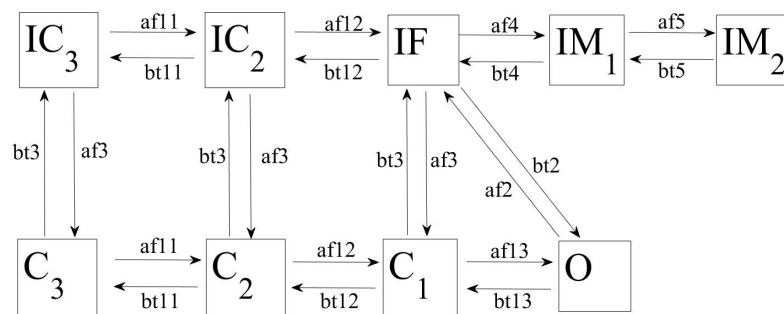 af11 af12 af4 af5
IC3 IC2 IF IM1 IM2
bt11 bt12 bt4 bt5
bt3 af3 bt3 af3 bt3 af3 af2 bt2
af11 af12 af13
C3 C2 C1 O
bt11 bt12 bt13